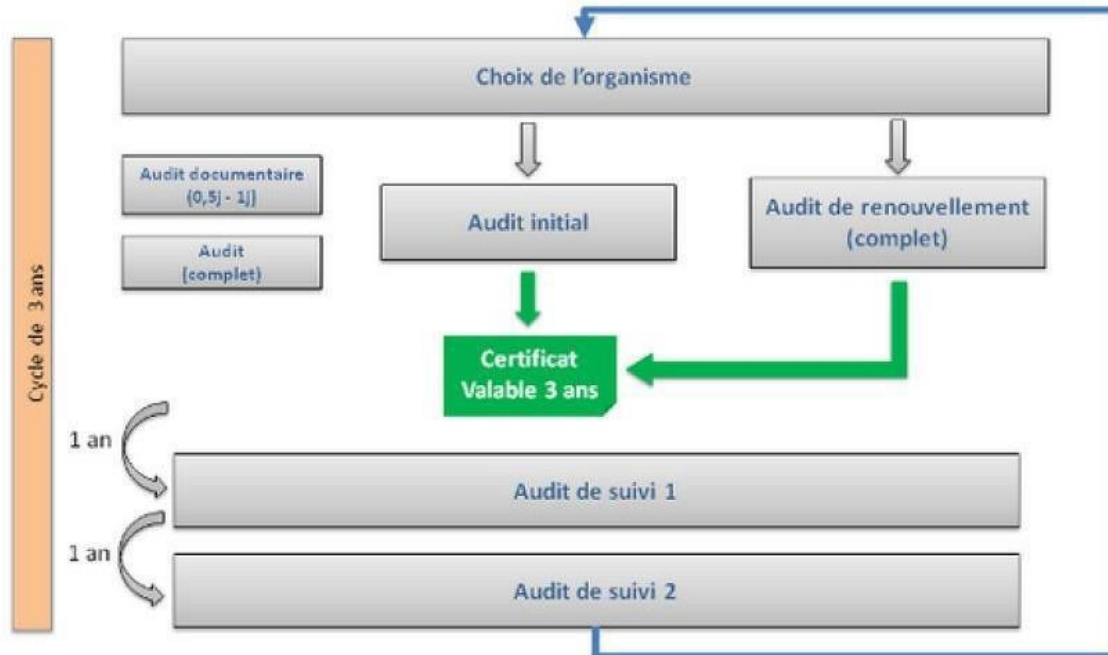 Choix de l'organisme
Audit documentaire
(0,5j - 1j)
Audit
(complet)
Audit initial
Audit de renouvellement
(complet)
Cycle de 3 ans
Certificat
Valable 3 ans
1 an
Audit de suivi 1
1 an
Audit de suivi 2